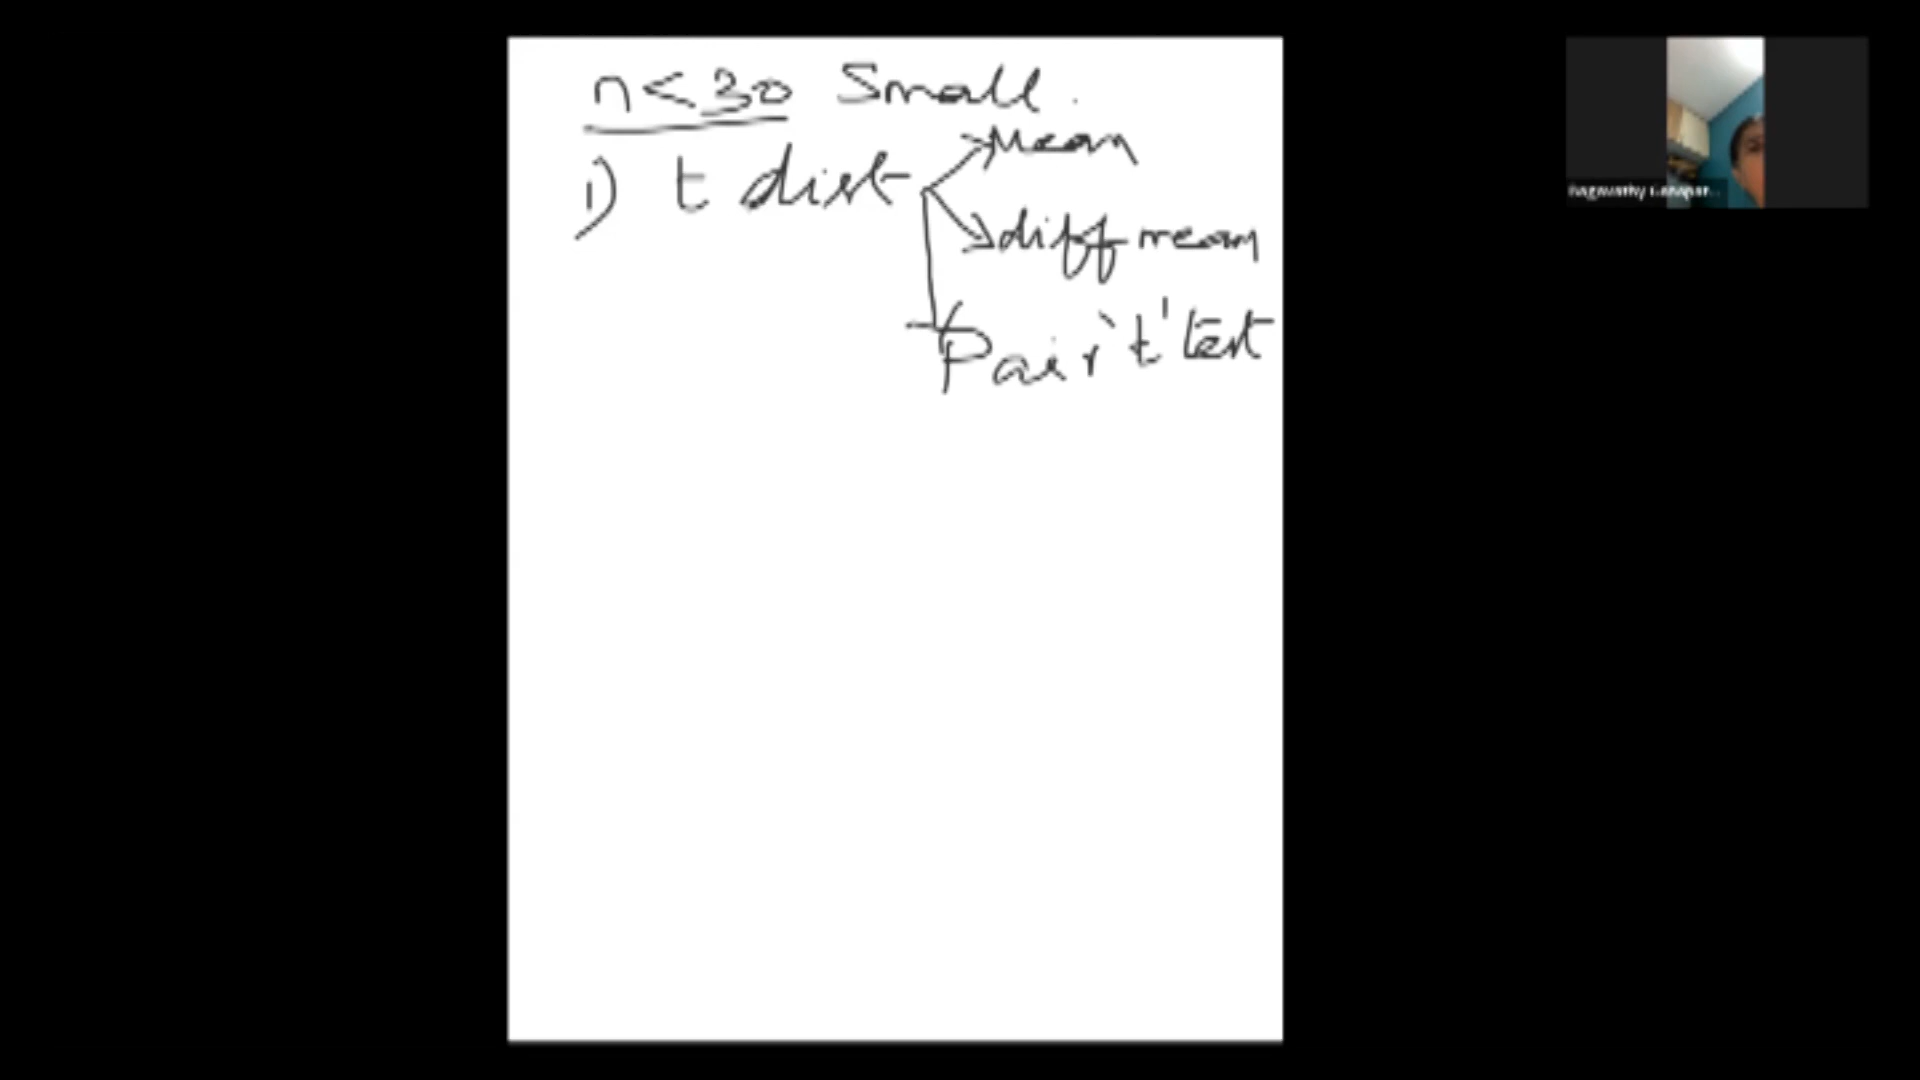 n<30 Small.
1) t dist
Mean
diff mean
Pair 't' test